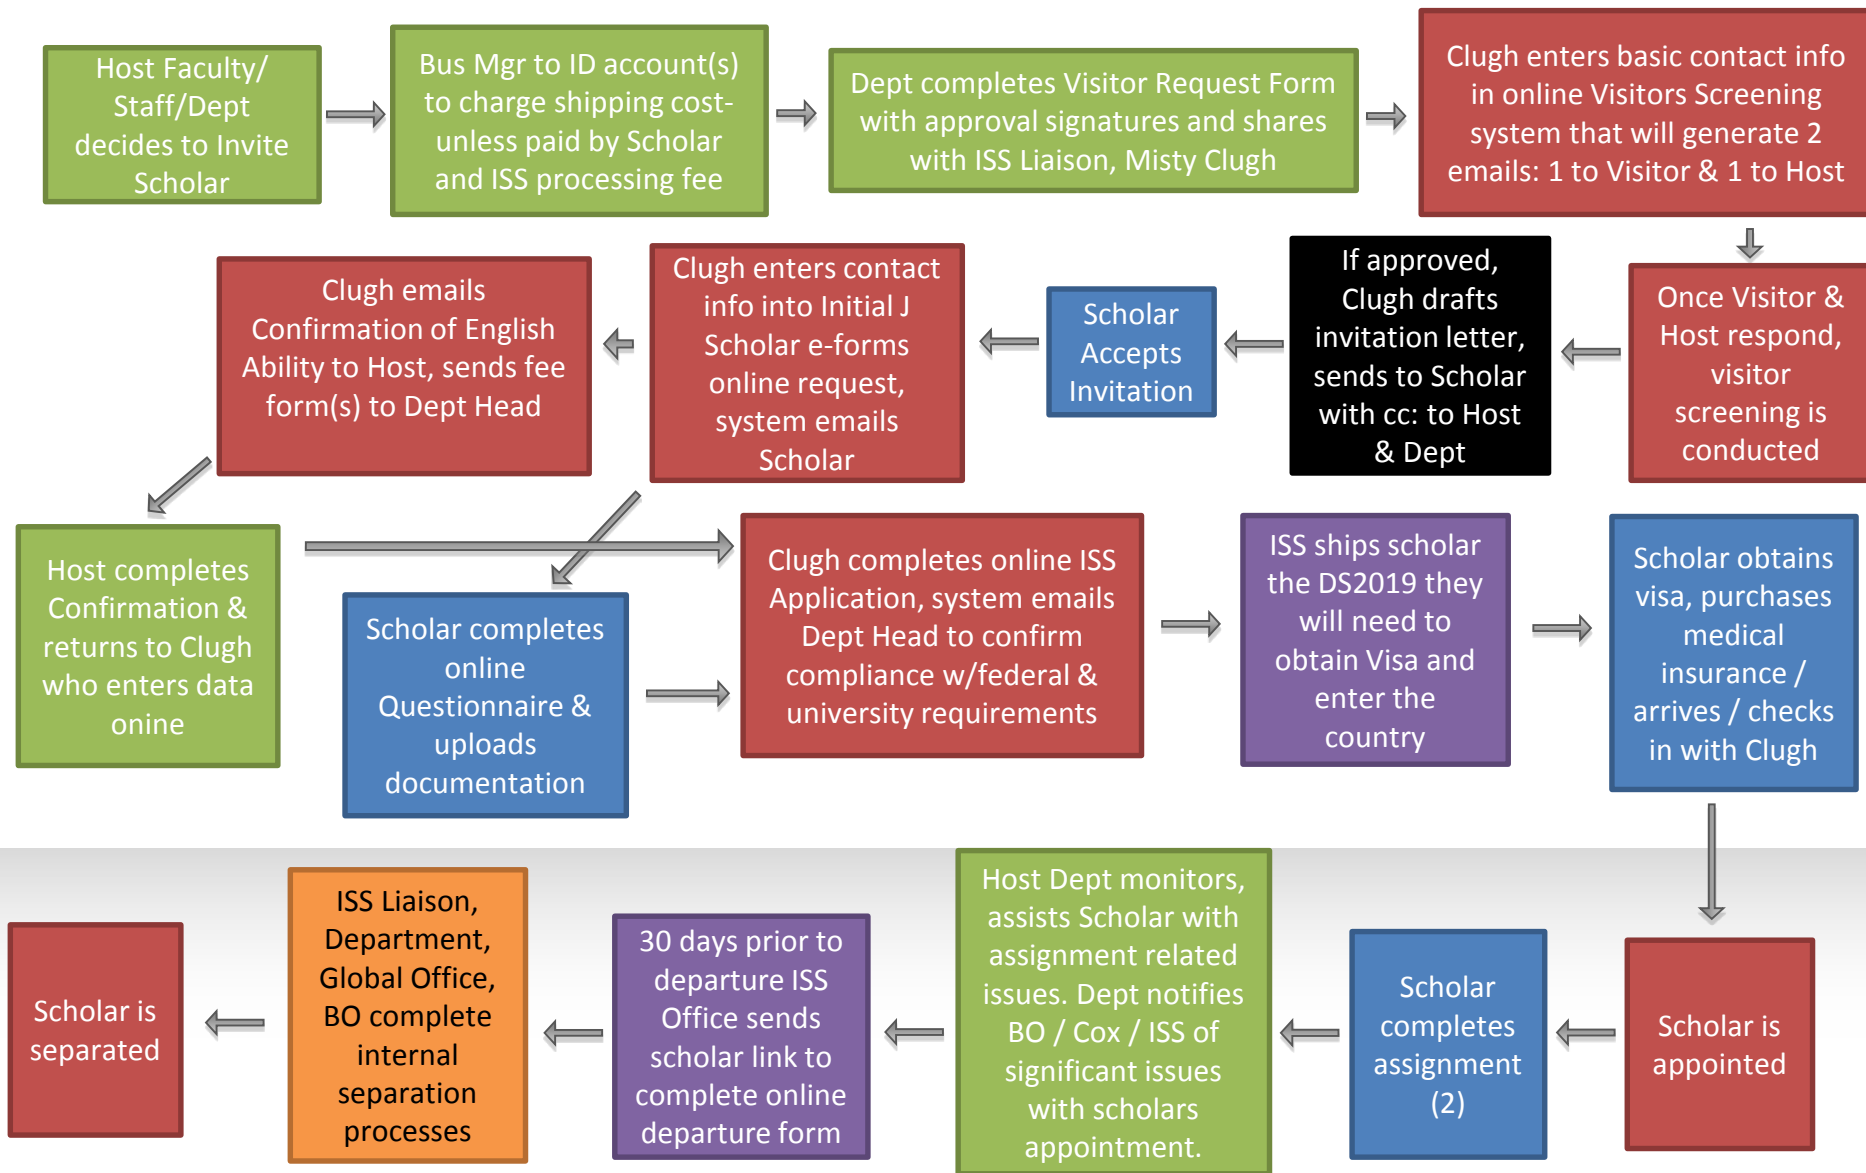 Host Faculty/
Staff/Dept
decides to Invite
Scholar
Bus Mgr to ID account(s)
to charge shipping cost-
unless paid by Scholar
and ISS processing fee
Dept completes Visitor Request Form
with approval signatures and shares
with ISS Liaison, Misty Clugh
Clugh enters basic contact info
in online Visitors Screening
system that will generate 2
emails: 1 to Visitor & 1 to Host
Once Visitor &
Host respond,
visitor
screening is
conducted
If approved,
Clugh drafts
invitation letter,
sends to Scholar
with cc: to Host
& Dept
Scholar
Accepts
Invitation
Clugh enters contact
info into Initial J
Scholar e-forms
online request,
system emails
Scholar
Clugh emails
Confirmation of English
Ability to Host, sends fee
form(s) to Dept Head
Host completes
Confirmation &
returns to Clugh
who enters data
onine
Scholar completes
online
Questionnaire &
uploads
documentation
Clugh completes online ISS
Application, system emails
Dept Head to confirm
compliance w/federal &
university requirements
ISS ships scholar
the DS2019 they
will need to
obtain Visa and
enter the
country
Scholar obtains
visa, purchases
medical
insurance /
arrives / checks
in with Clugh
Scholar is
appointed
Scholar
completes
assignment
(2)
Host Dept monitors,
assists Scholar with
assignment related
issues. Dept notifies
BO / Cox / ISS of
significant issues
with scholars
appointment.
30 days prior to
departure ISS
Office sends
scholar link to
complete online
departure form
ISS Liaison,
Department,
Global Office,
BO complete
internal
separation
processes
Scholar is
separated